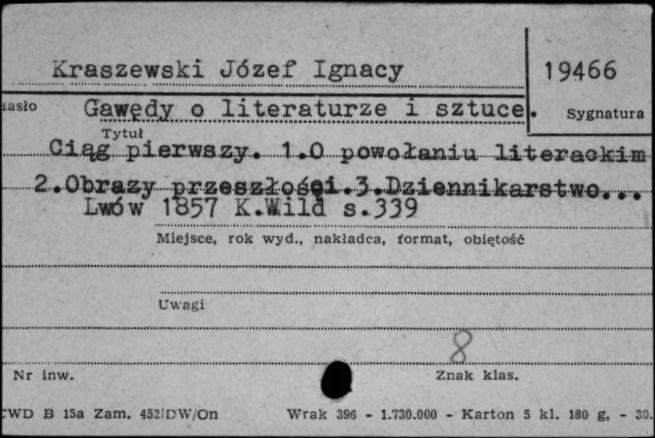 Kraszewski Józef Ignacy
19466
Gawędy o literaturze i sztuce.
Sygnatura
Tytuł
Ciąg pierwszy. 1.O powołaniu literackim
2.Obrazy przeszłości.3.Dziennikarstwo...
Lwów 1857 K.Wild s.339
Miejsce, rok wyd., nakładca, format, objętość
Uwagi
8
Nr inw.
Znak klas.
CWD B 15a Zam. 452/DW/On Wrak 396 - 1.730.000 - Karton 5 kl. 180 g, - 30.